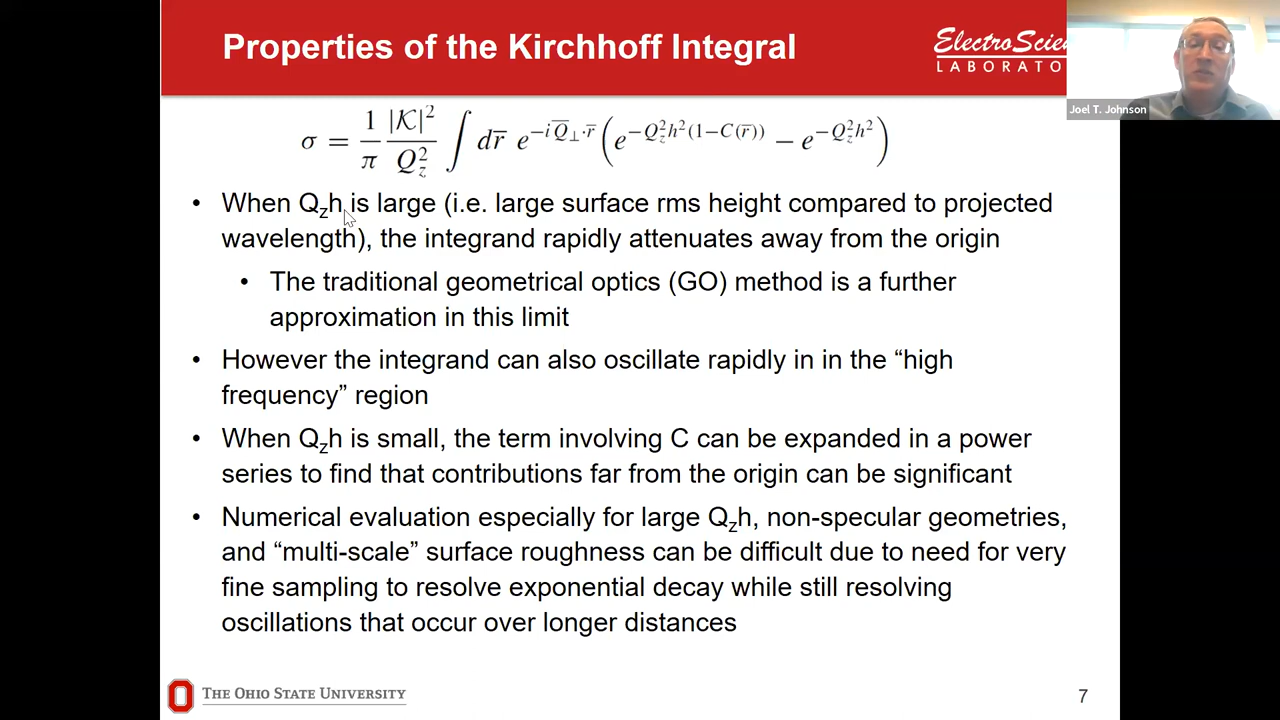 Properties of the Kirchhoff Integral
ElectroScien
LABORATO
Joel T. Johnson
σ = 1/π |K|²/Q_z² ∫ dr̄ e^{−iQ̄_⊥·r̄} (e^{−Q_z²h²(1−C(r̄))} − e^{−Q_z²h²})
• When Q_zh is large (i.e. large surface rms height compared to projected
wavelength), the integrand rapidly attenuates away from the origin
• The traditional geometrical optics (GO) method is a further
approximation in this limit
• However the integrand can also oscillate rapidly in in the “high
frequency” region
• When Q_zh is small, the term involving C can be expanded in a power
series to find that contributions far from the origin can be significant
• Numerical evaluation especially for large Q_zh, non-specular geometries,
and “multi-scale” surface roughness can be difficult due to need for very
fine sampling to resolve exponential decay while still resolving
oscillations that occur over longer distances
THE OHIO STATE UNIVERSITY
7